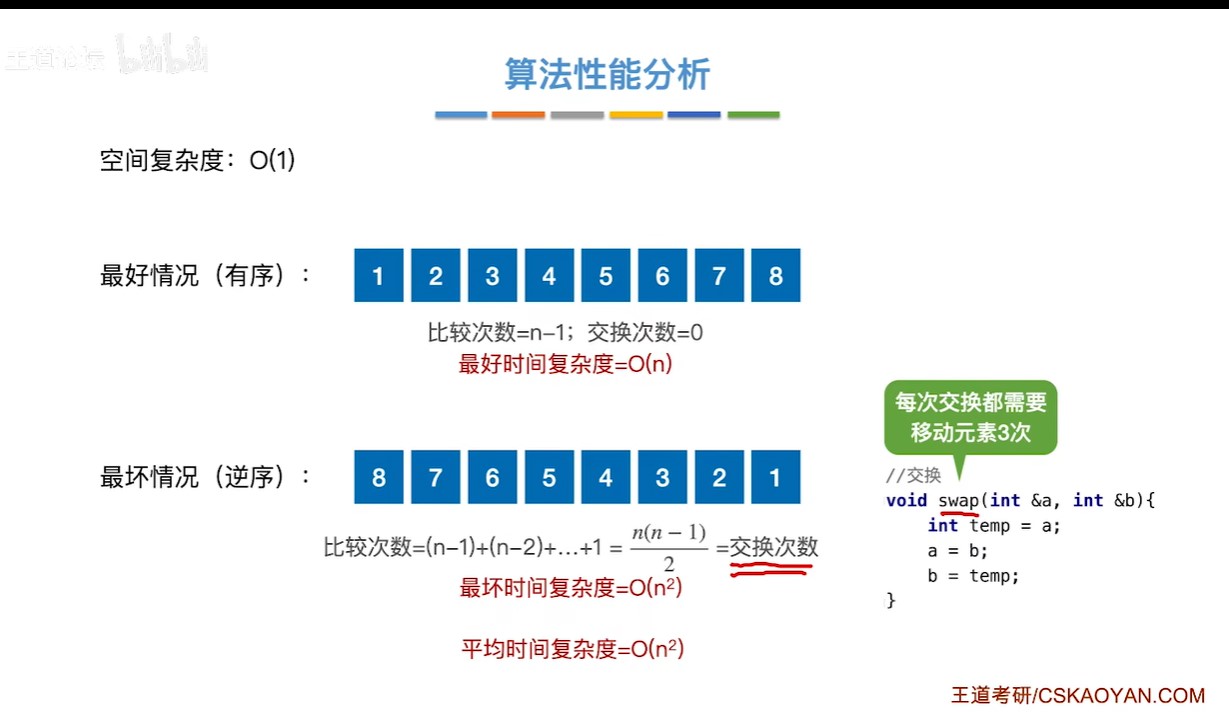 王道论坛 bilibili
算法性能分析
空间复杂度：O(1)
最好情况（有序）： 1 2 3 4 5 6 7 8
比较次数=n−1；交换次数=0
最好时间复杂度=O(n)
每次交换都需要
移动元素3次
最坏情况（逆序）： 8 7 6 5 4 3 2 1
比较次数=(n−1)+(n−2)+…+1 = n(n − 1)/2 =交换次数
最坏时间复杂度=O(n²)
平均时间复杂度=O(n²)
//交换
void swap(int &a, int &b){
int temp = a;
a = b;
b = temp;
}
王道考研/CSKAOYAN.COM